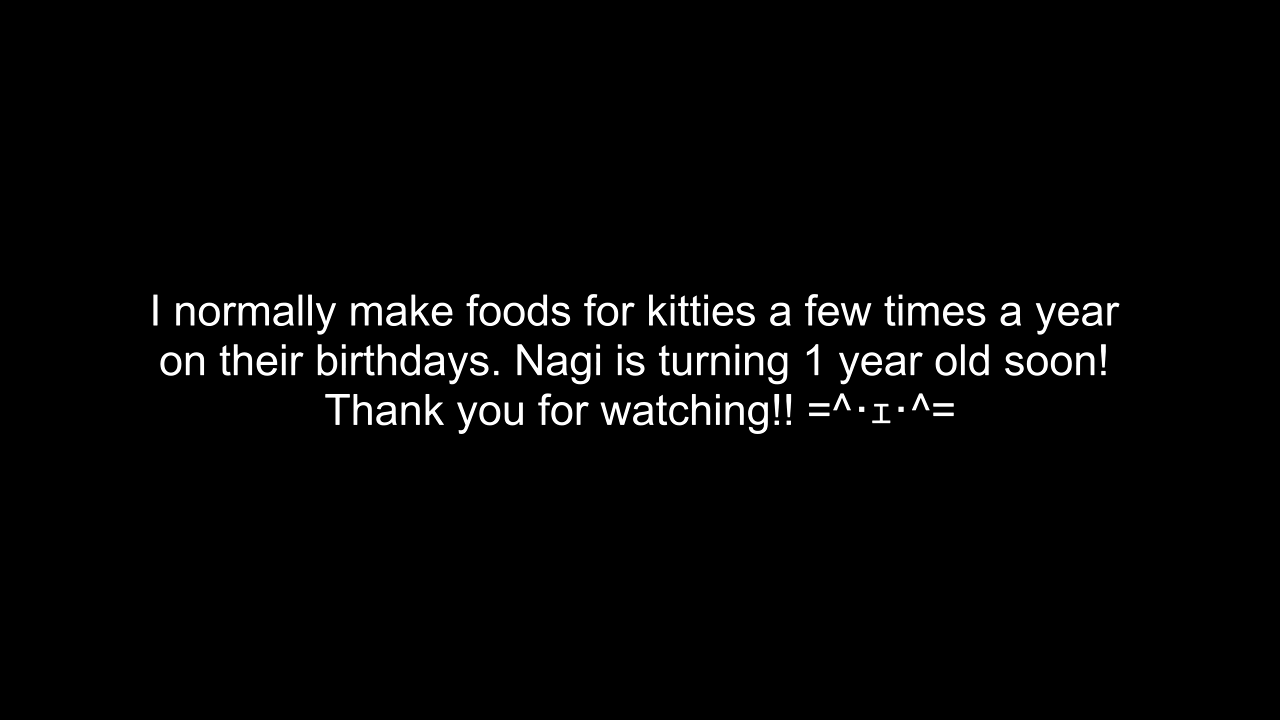 I normally make foods for kitties a few times a year
on their birthdays. Nagi is turning 1 year old soon!
Thank you for watching!! =^･ｪ･^=